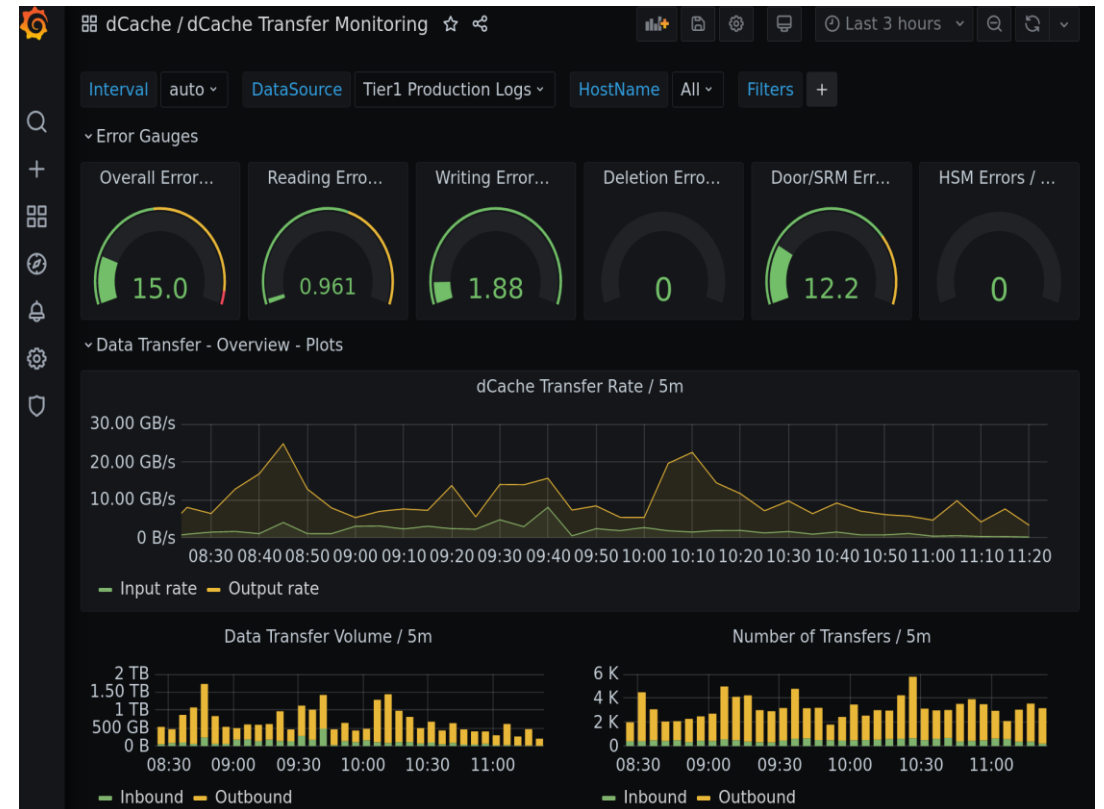 dCache / dCache Transfer Monitoring
Last 3 hours
Interval auto DataSource Tier1 Production Logs HostName All Filters +
Error Gauges
Overall Error... Reading Erro... Writing Error... Deletion Erro... Door/SRM Err... HSM Errors / ...
15.0 0.961 1.88 0 12.2 0
Data Transfer - Overview - Plots
dCache Transfer Rate / 5m
30.00 GB/s
20.00 GB/s
10.00 GB/s
0 B/s
08:30 08:40 08:50 09:00 09:10 09:20 09:30 09:40 09:50 10:00 10:10 10:20 10:30 10:40 10:50 11:00 11:10 11:20
Input rate Output rate
Data Transfer Volume / 5m
2 TB
1.50 TB
1 TB
500 GB
0 B
08:30 09:00 09:30 10:00 10:30 11:00
Inbound Outbound
Number of Transfers / 5m
6 K
4 K
2 K
0
08:30 09:00 09:30 10:00 10:30 11:00
Inbound Outbound